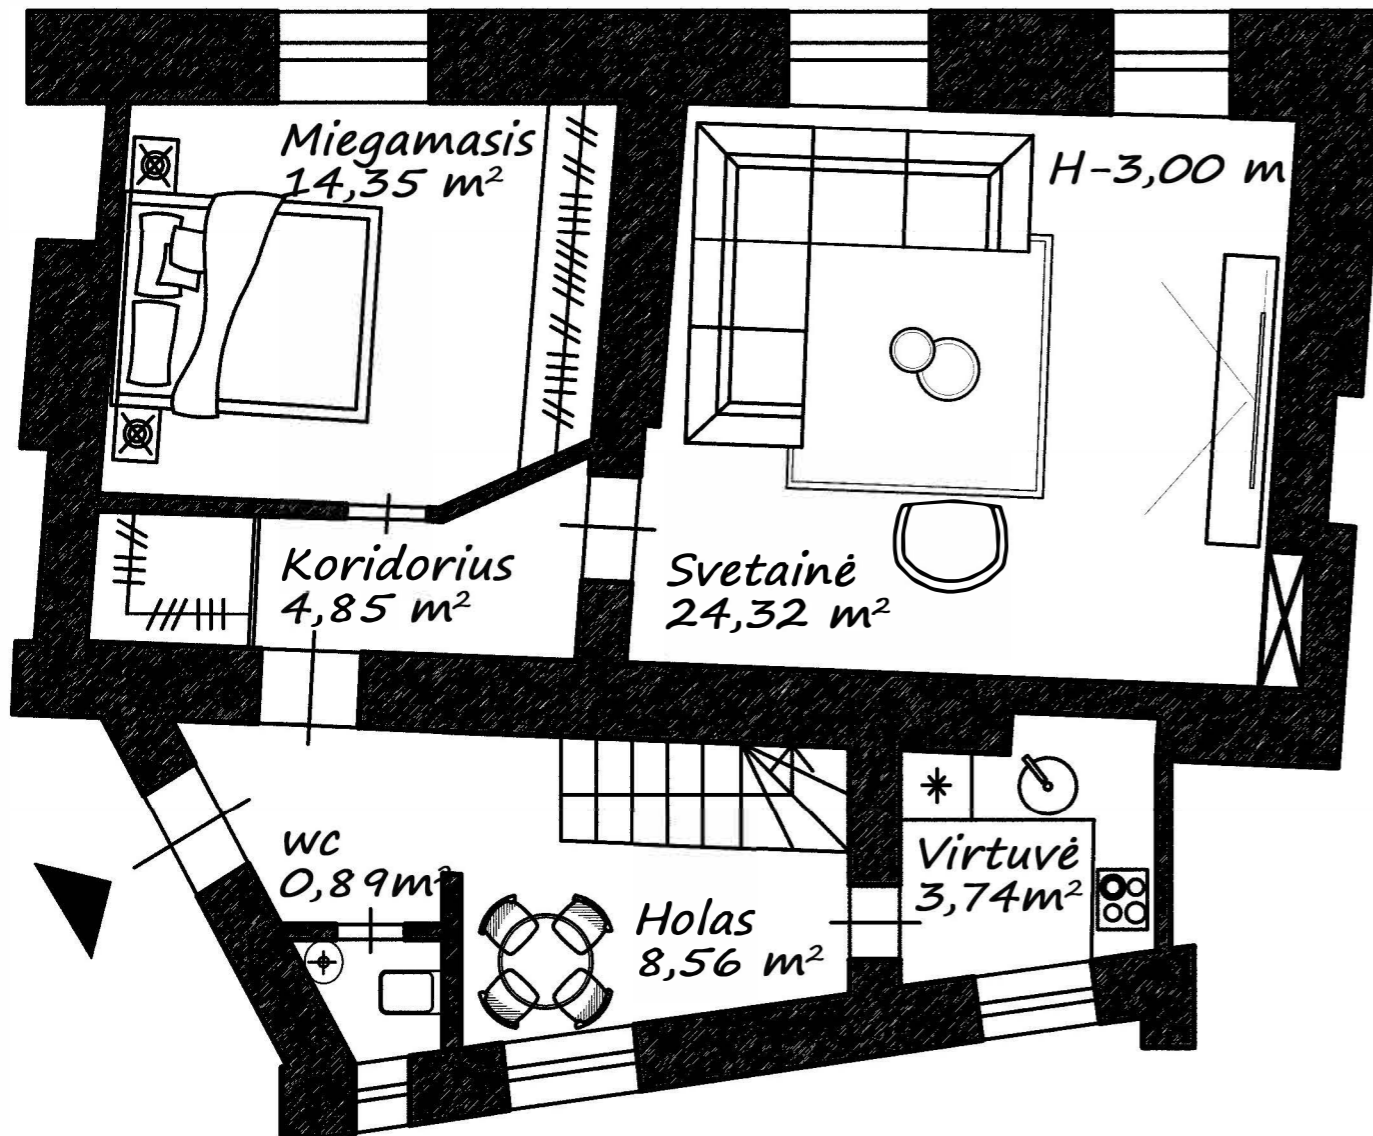 Miegamasis
14,35 m²
H-3,00 m
Koridorius
4,85 m²
Svetainė
24,32 m²
wc
0,89m²
Virtuvė
3,74m²
Holas
8,56 m²